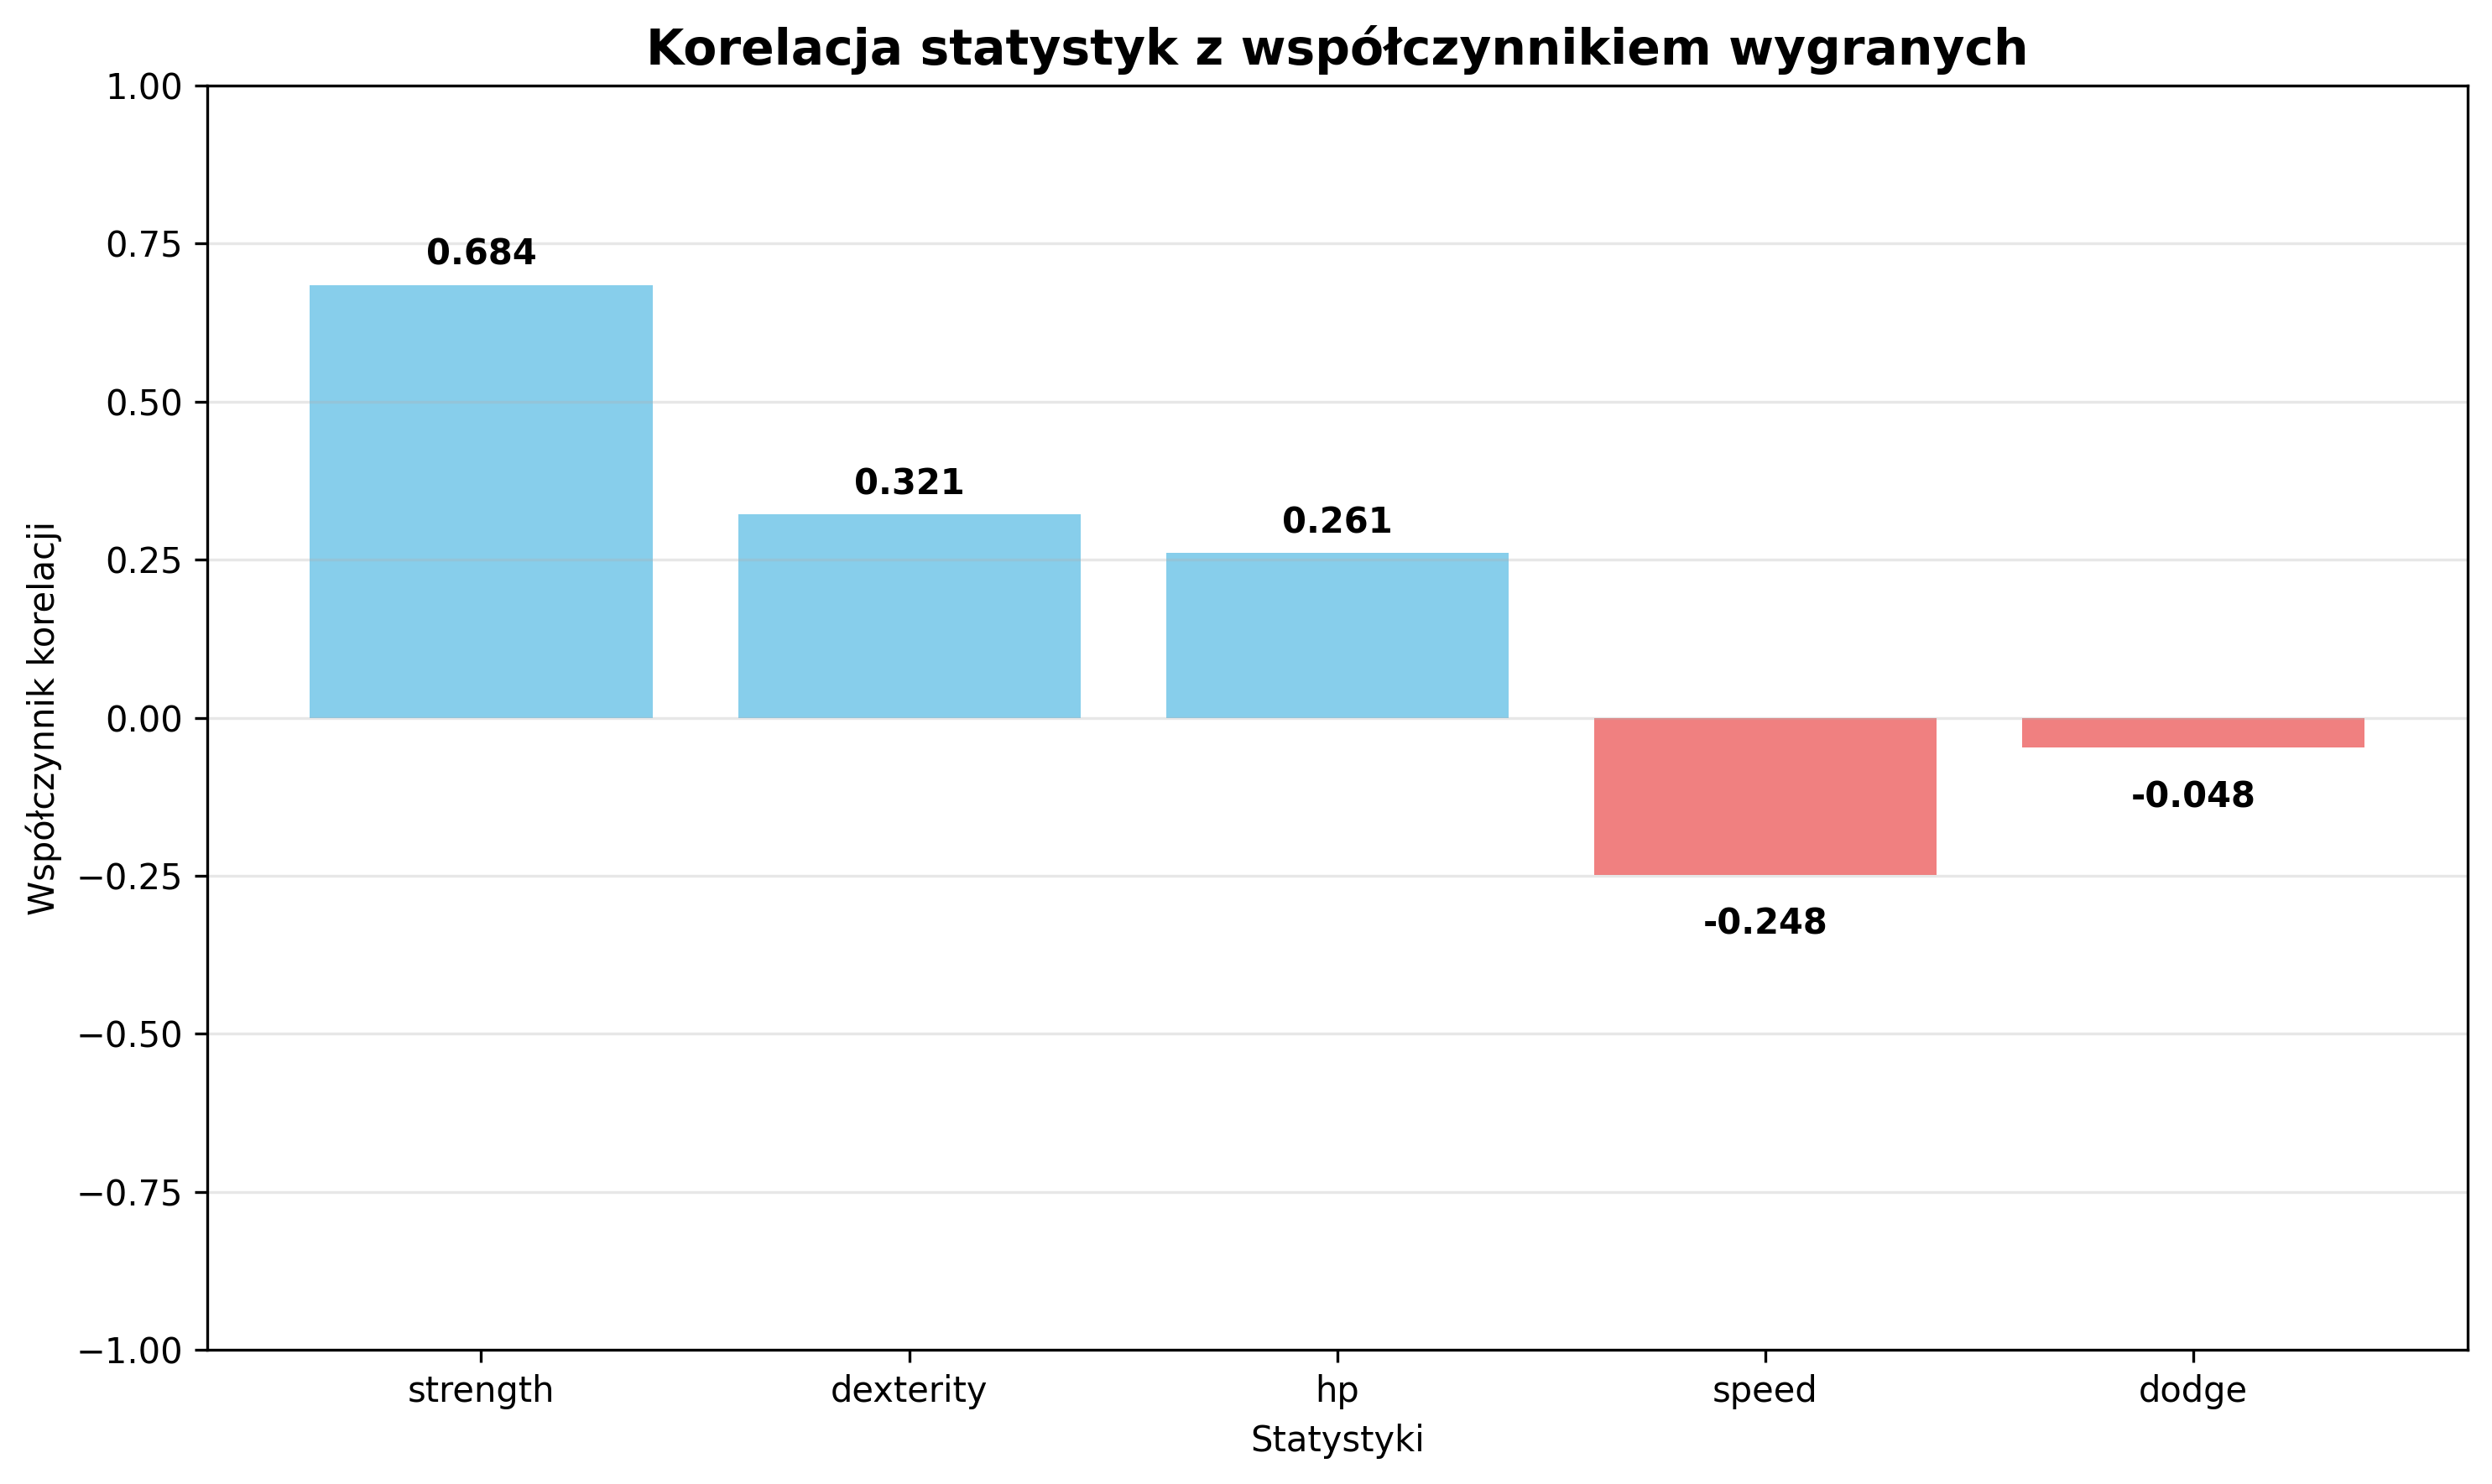 Korelacja statystyk z współczynnikiem wygranych
1.00
0.75
0.50
0.25
0.00
−0.25
−0.50
−0.75
−1.00
Współczynnik korelacji
0.684
0.321
0.261
-0.248
-0.048
strength
dexterity
hp
speed
dodge
Statystyki